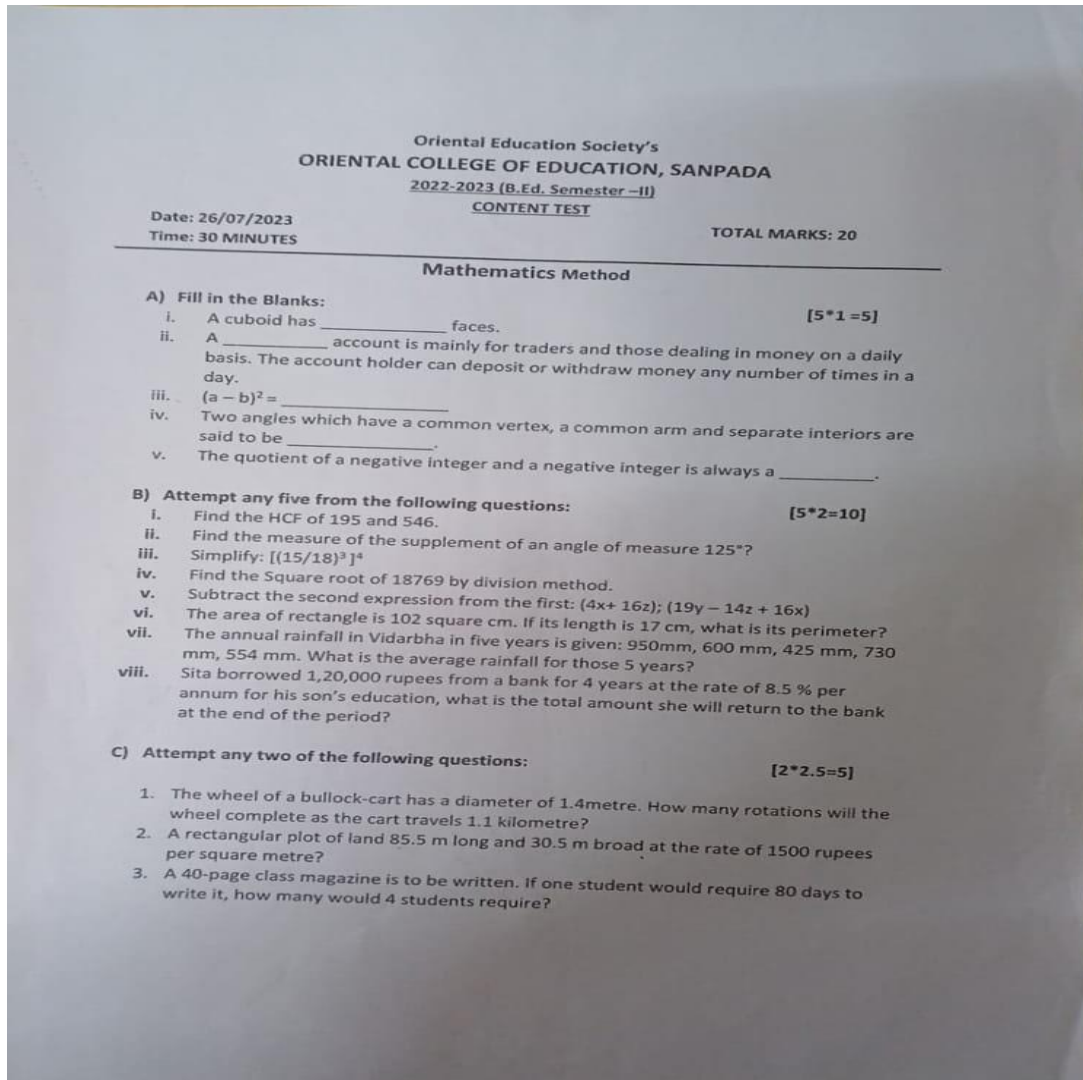 Oriental Education Society's
ORIENTAL COLLEGE OF EDUCATION, SANPADA
2022-2023 (B.Ed. Semester –II)
CONTENT TEST
Date: 26/07/2023
Time: 30 MINUTES
TOTAL MARKS: 20
Mathematics Method
A) Fill in the Blanks: [5*1 =5]
i. A cuboid has ____________ faces.
ii. A __________ account is mainly for traders and those dealing in money on a daily
basis. The account holder can deposit or withdraw money any number of times in a
day.
iii. (a – b)² = ________________
iv. Two angles which have a common vertex, a common arm and separate interiors are
said to be ______________.
v. The quotient of a negative integer and a negative integer is always a _________.
B) Attempt any five from the following questions: [5*2=10]
i. Find the HCF of 195 and 546.
ii. Find the measure of the supplement of an angle of measure 125°?
iii. Simplify: [(15/18)³ ]⁴
iv. Find the Square root of 18769 by division method.
v. Subtract the second expression from the first: (4x+ 16z); (19y – 14z + 16x)
vi. The area of rectangle is 102 square cm. If its length is 17 cm, what is its perimeter?
vii. The annual rainfall in Vidarbha in five years is given: 950mm, 600 mm, 425 mm, 730
mm, 554 mm. What is the average rainfall for those 5 years?
viii. Sita borrowed 1,20,000 rupees from a bank for 4 years at the rate of 8.5 % per
annum for his son's education, what is the total amount she will return to the bank
at the end of the period?
C) Attempt any two of the following questions: [2*2.5=5]
1. The wheel of a bullock-cart has a diameter of 1.4metre. How many rotations will the
wheel complete as the cart travels 1.1 kilometre?
2. A rectangular plot of land 85.5 m long and 30.5 m broad at the rate of 1500 rupees
per square metre?
3. A 40-page class magazine is to be written. If one student would require 80 days to
write it, how many would 4 students require?